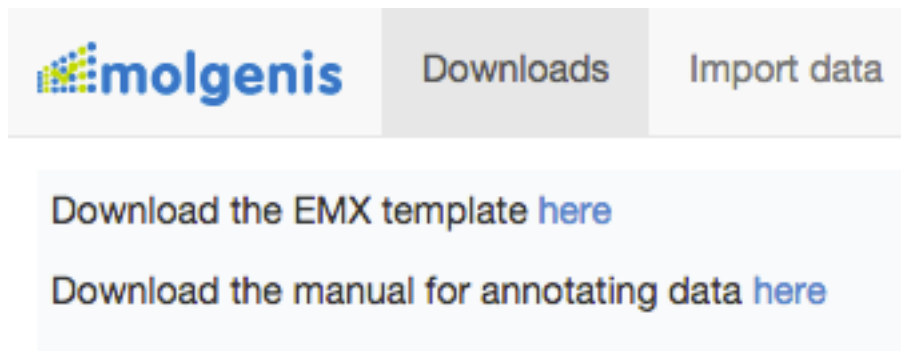 molgenis Downloads Import data
Download the EMX template here
Download the manual for annotating data here